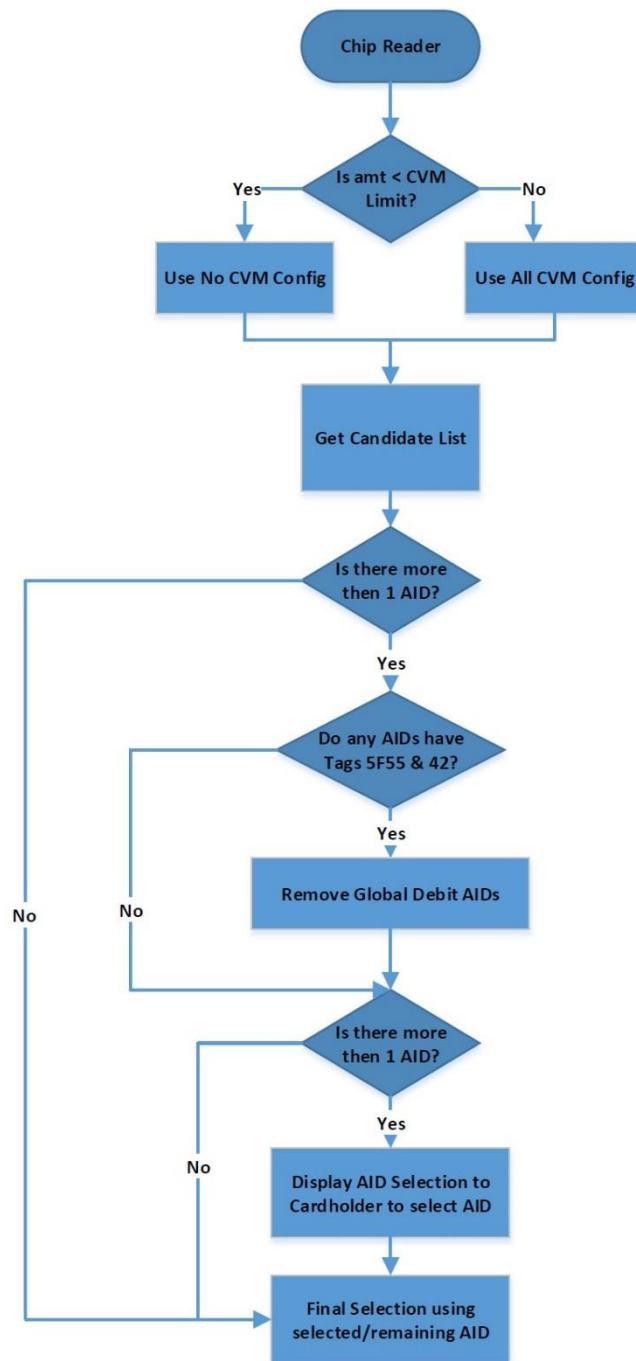 Chip Reader
Is amt < CVM
Limit?
Yes
No
Use No CVM Config
Use All CVM Config
Get Candidate List
Is there more
then 1 AID?
Yes
Do any AIDs have
Tags 5F55 & 42?
Yes
Remove Global Debit AIDs
No
No
Is there more
then 1 AID?
Yes
No
Display AID Selection to
Cardholder to select AID
Final Selection using
selected/remaining AID